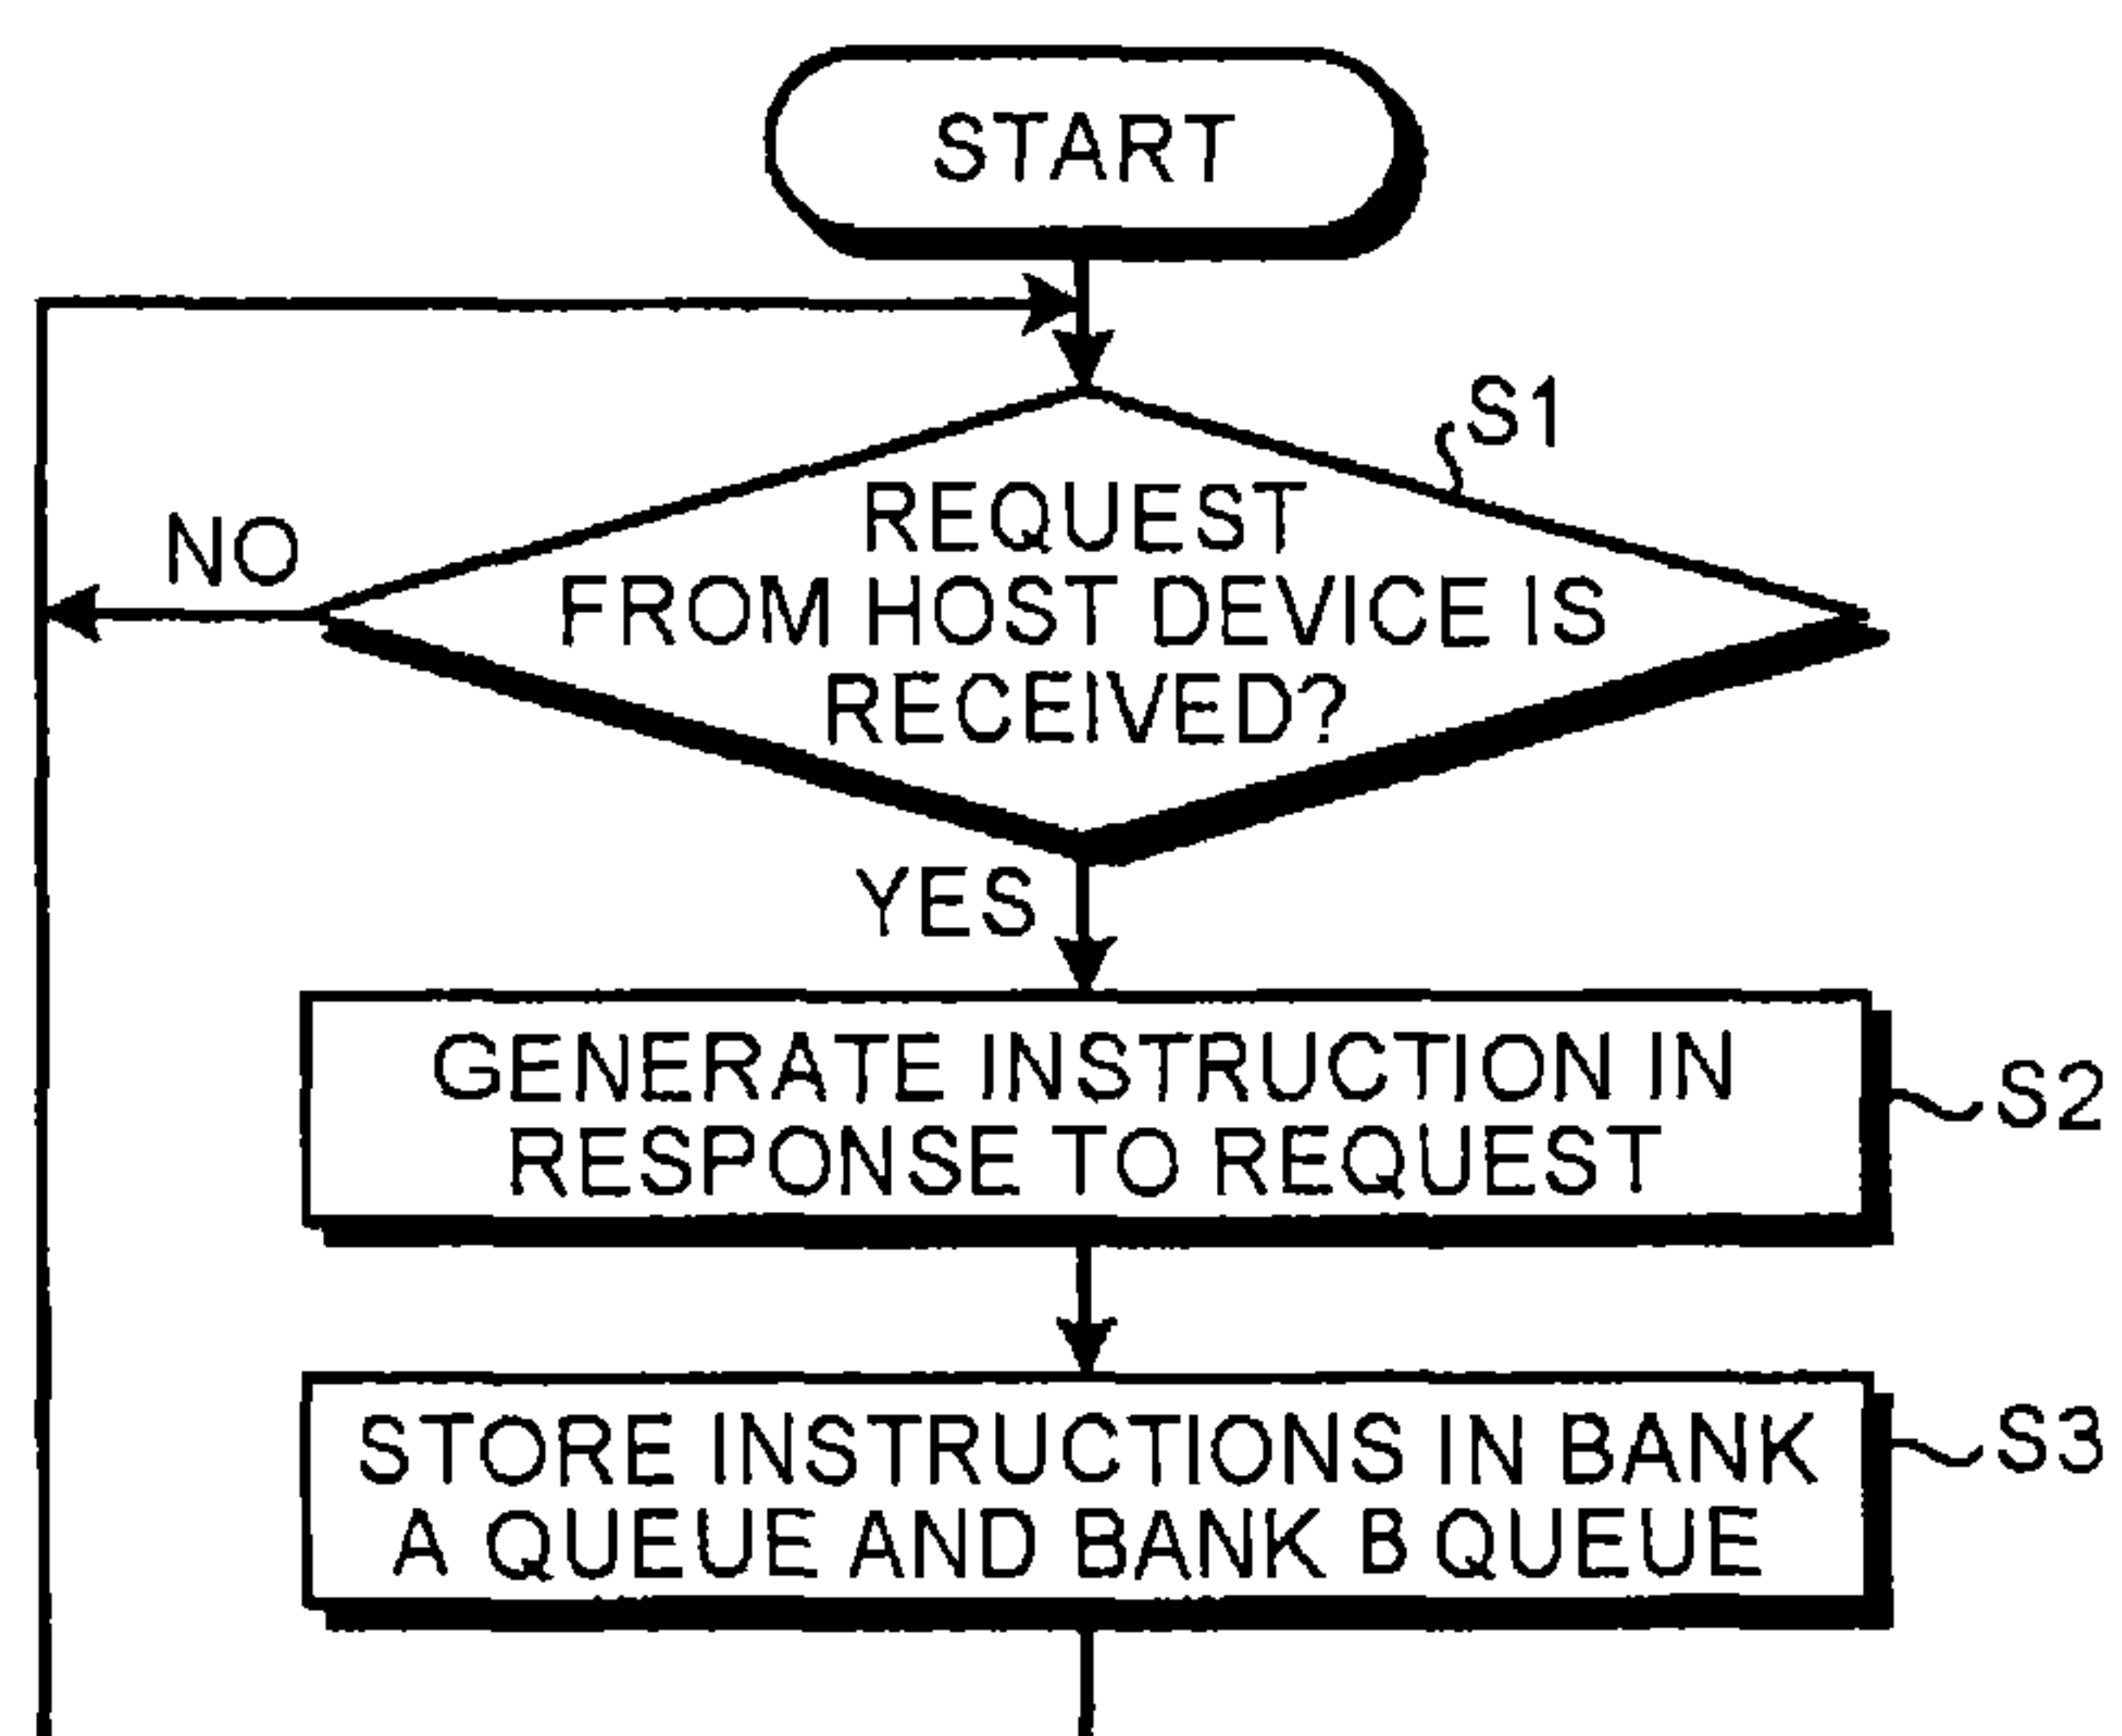 START
S1
REQUEST
FROM HOST DEVICE IS
RECEIVED?
NO
YES
GENERATE INSTRUCTION IN
RESPONSE TO REQUEST
S2
STORE INSTRUCTIONS IN BANK
A QUEUE AND BANK B QUEUE
S3